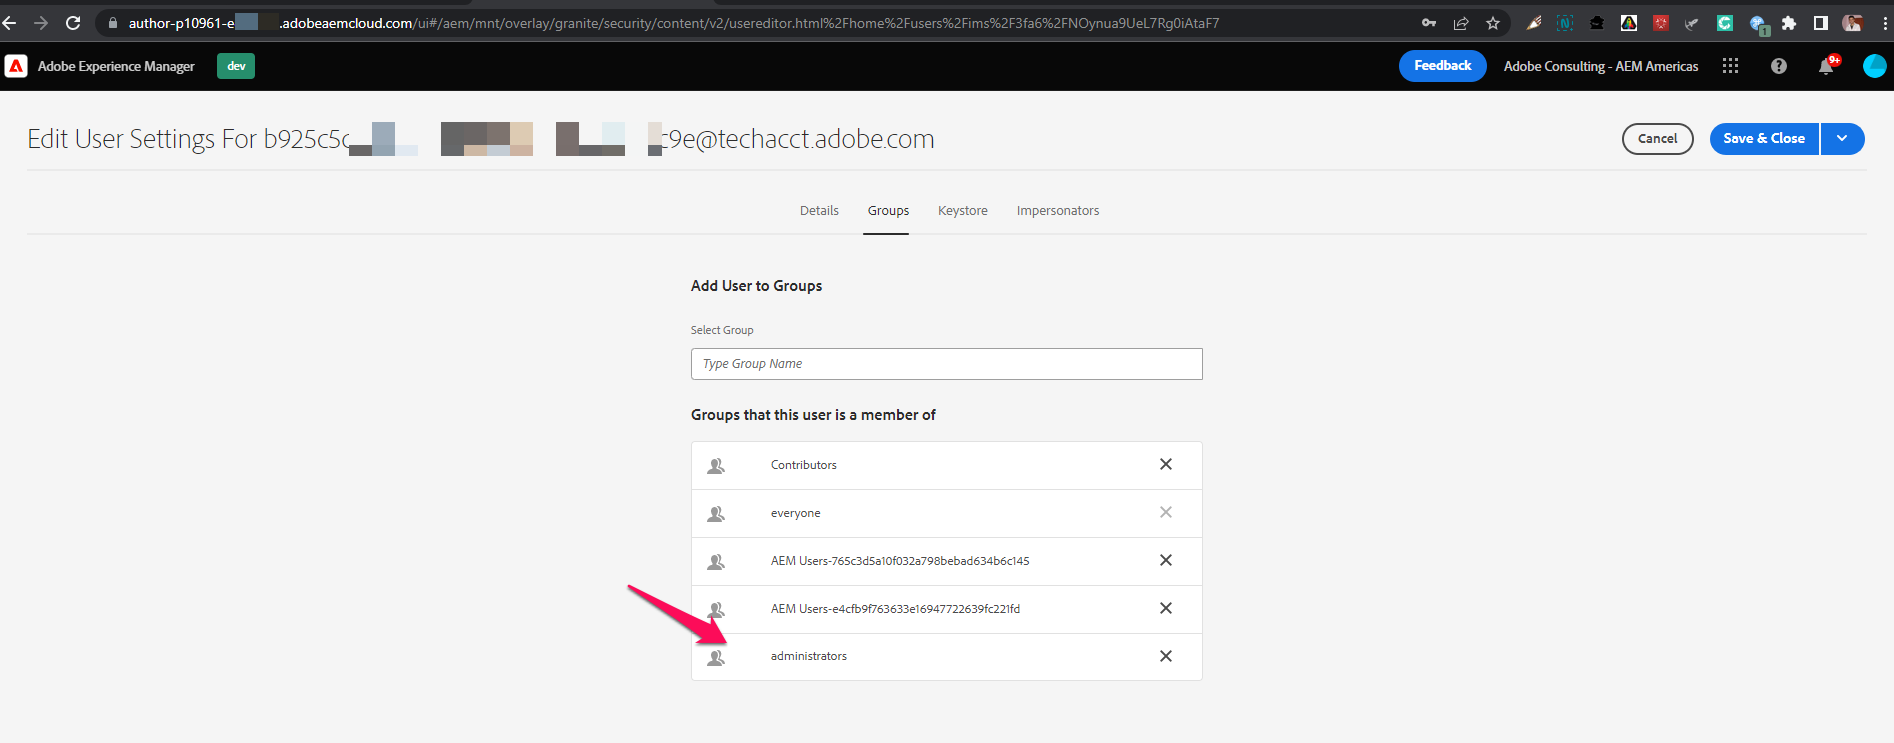 author-p10961-e .adobeaemcloud.com/ui#/aem/mnt/overlay/granite/security/content/v2/usereditor.html%2Fhome%2Fusers%2Fims%2F3fa6%2FNOynua9UeL7Rg0iAtaF7
1
Adobe Experience Manager dev Feedback Adobe Consulting - AEM Americas 9+
Edit User Settings For b925c5c c9e@techacct.adobe.com Cancel Save & Close
Details Groups Keystore Impersonators
Add User to Groups
Select Group
Type Group Name
Groups that this user is a member of
Contributors
everyone
AEM Users-765c3d5a10f032a798bebad634b6c145
AEM Users-e4cfb9f763633e16947722639fc221fd
administrators